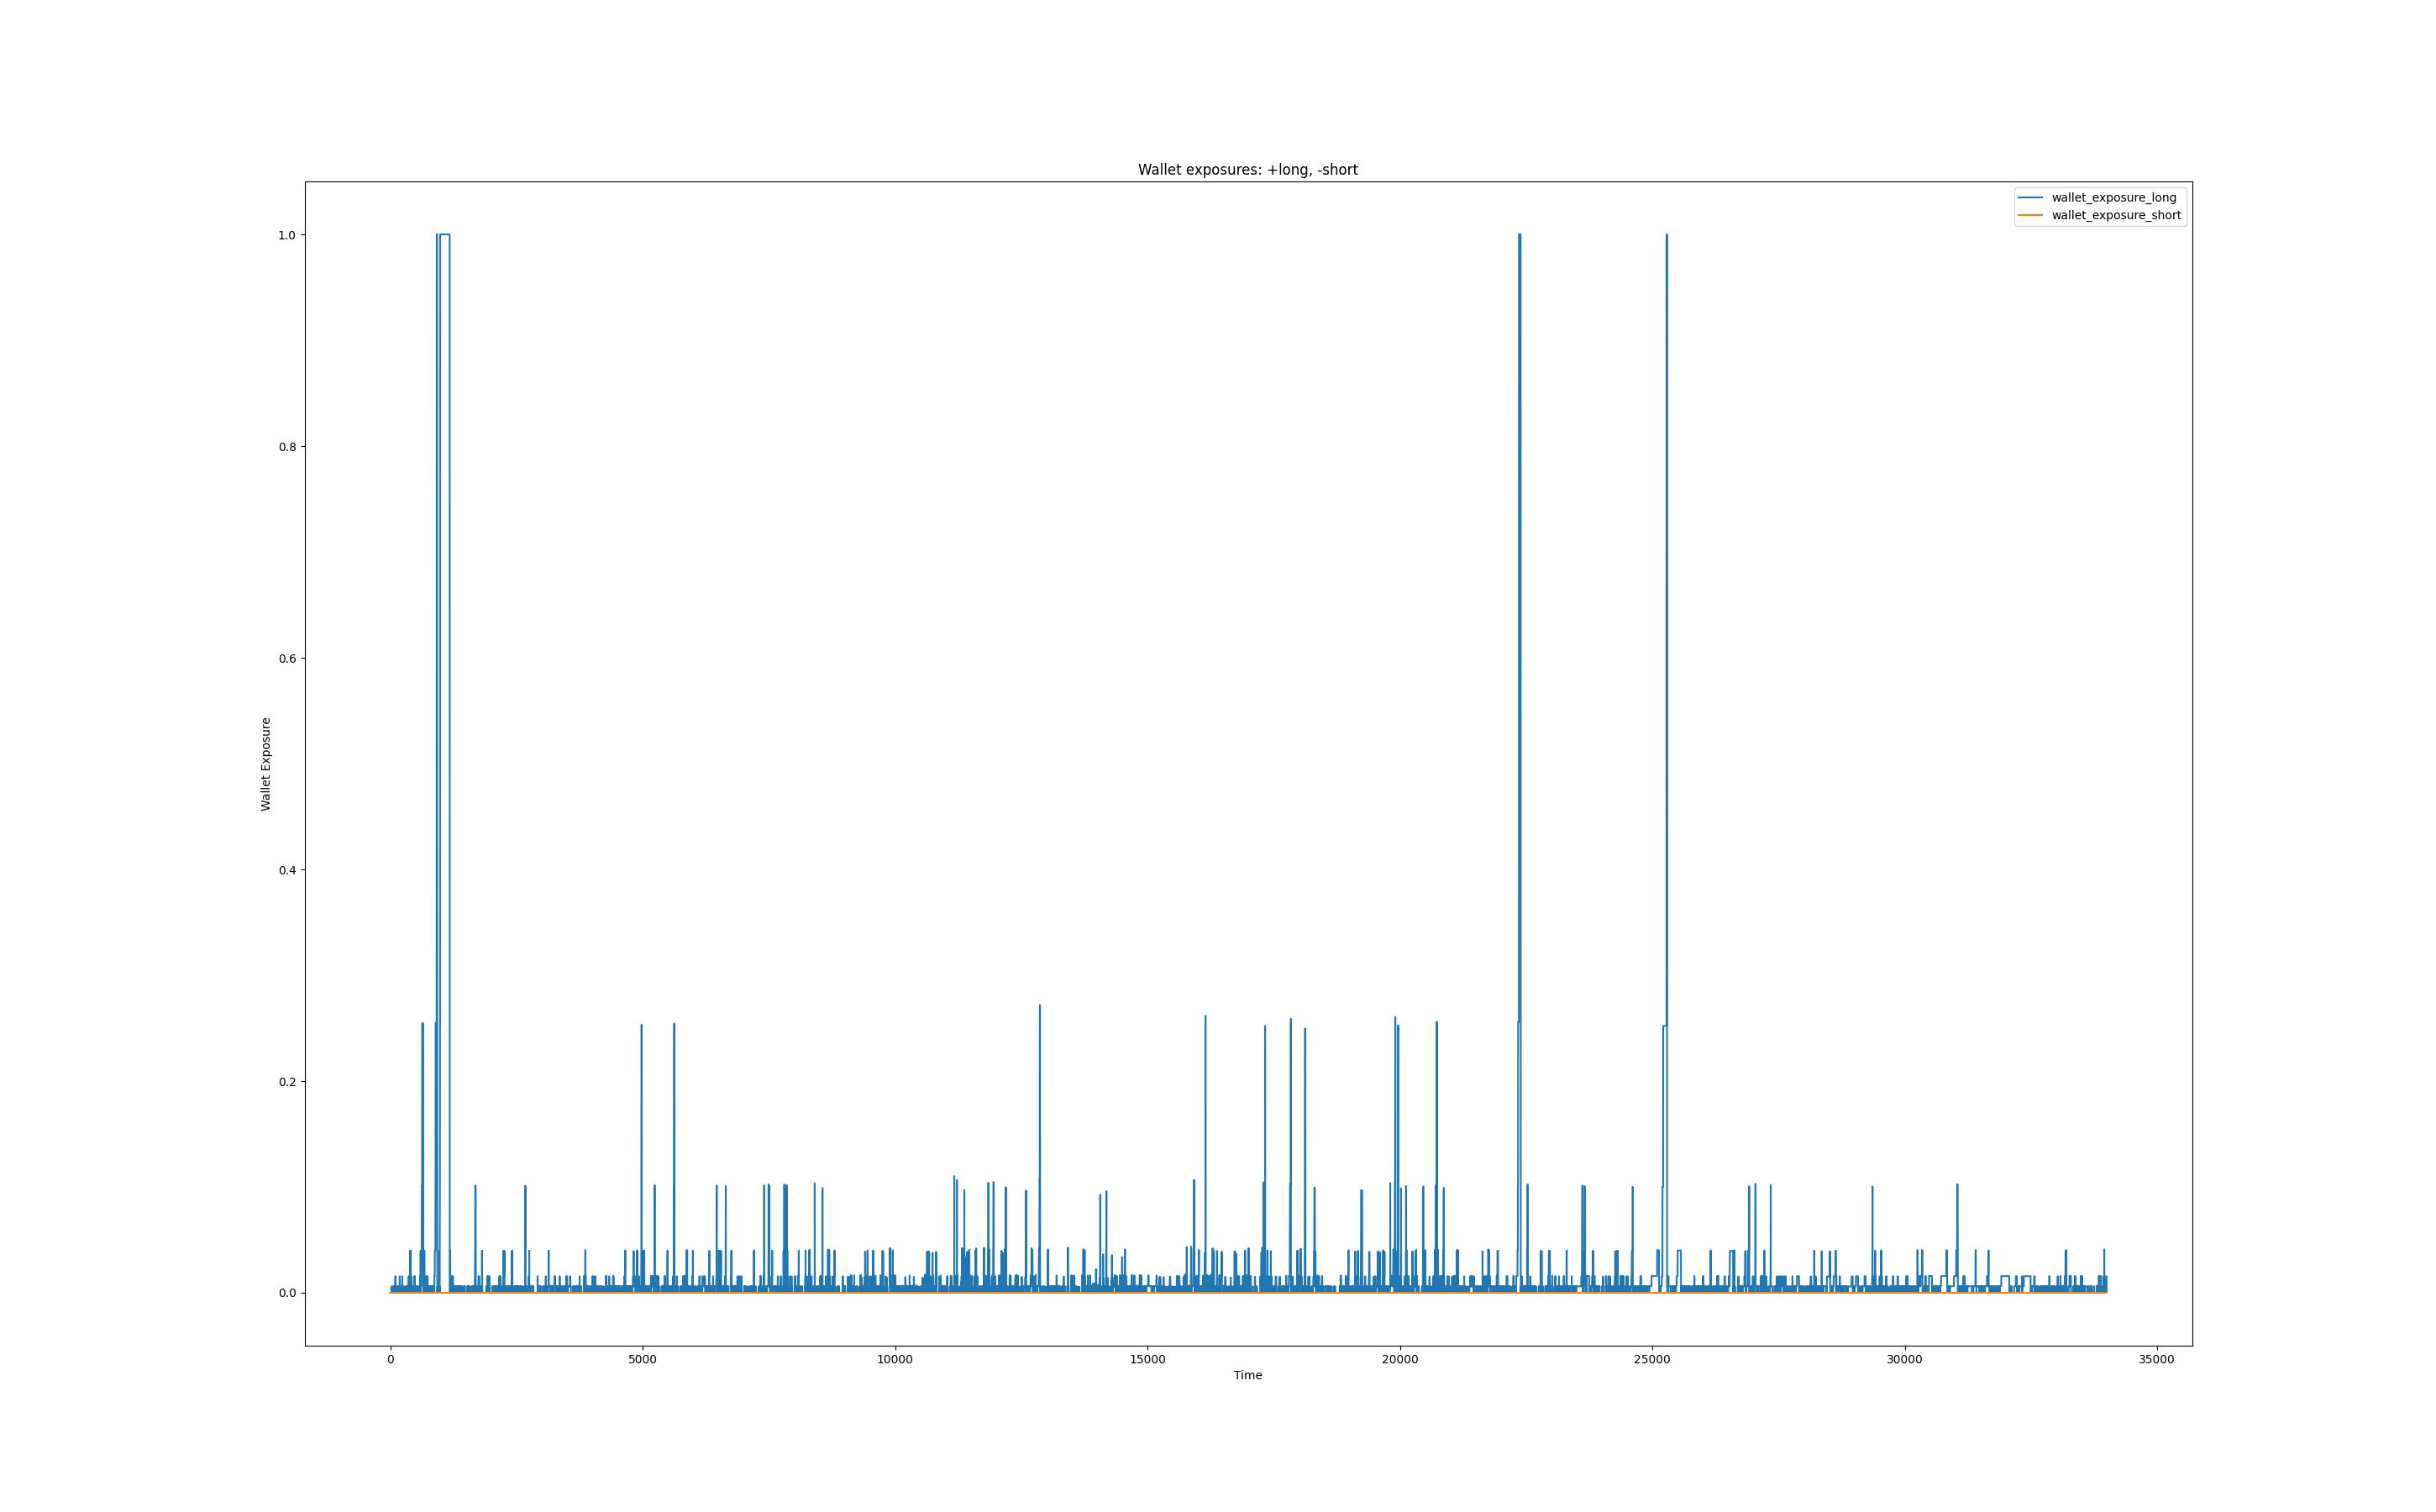 Wallet exposures: +long, -short
wallet_exposure_long
wallet_exposure_short
1.0
0.8
0.6
0.4
0.2
0.0
Wallet Exposure
0 5000 10000 15000 20000 25000 30000 35000
Time